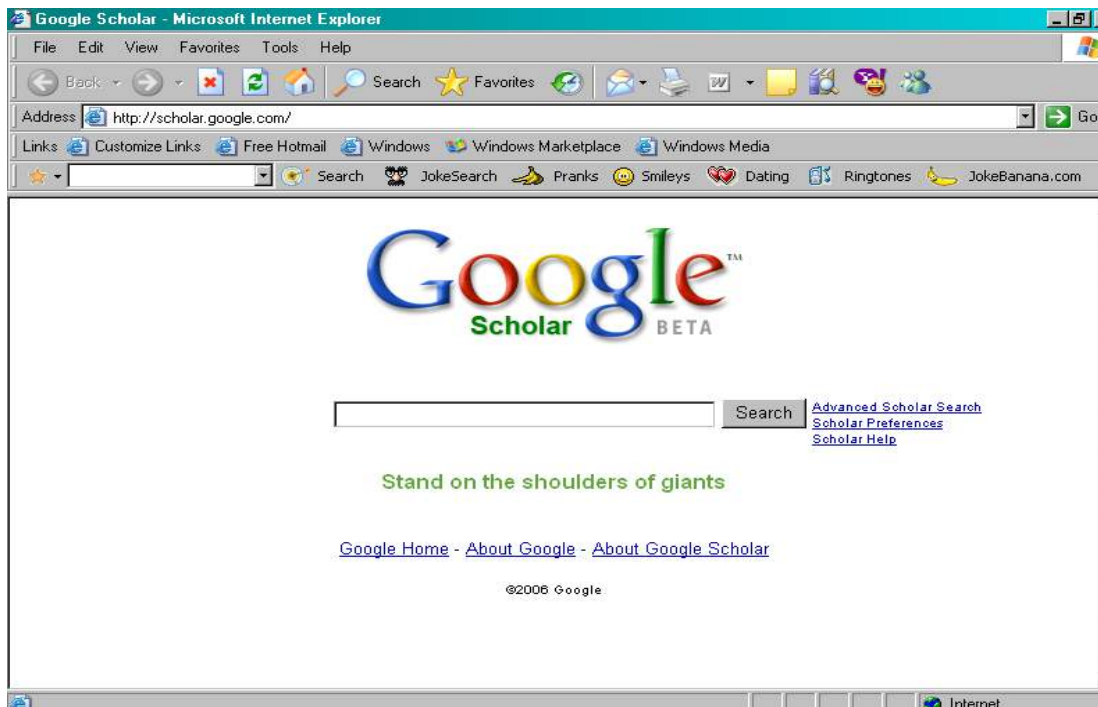 Google Scholar - Microsoft Internet Explorer
File Edit View Favorites Tools Help
Back Search Favorites
Address http://scholar.google.com/ Go
Links Customize Links Free Hotmail Windows Windows Marketplace Windows Media
Search JokeSearch Pranks Smileys Dating Ringtones JokeBanana.com
Google™
Scholar BETA
Search
Advanced Scholar Search
Scholar Preferences
Scholar Help
Stand on the shoulders of giants
Google Home - About Google - About Google Scholar
©2006 Google
Internet